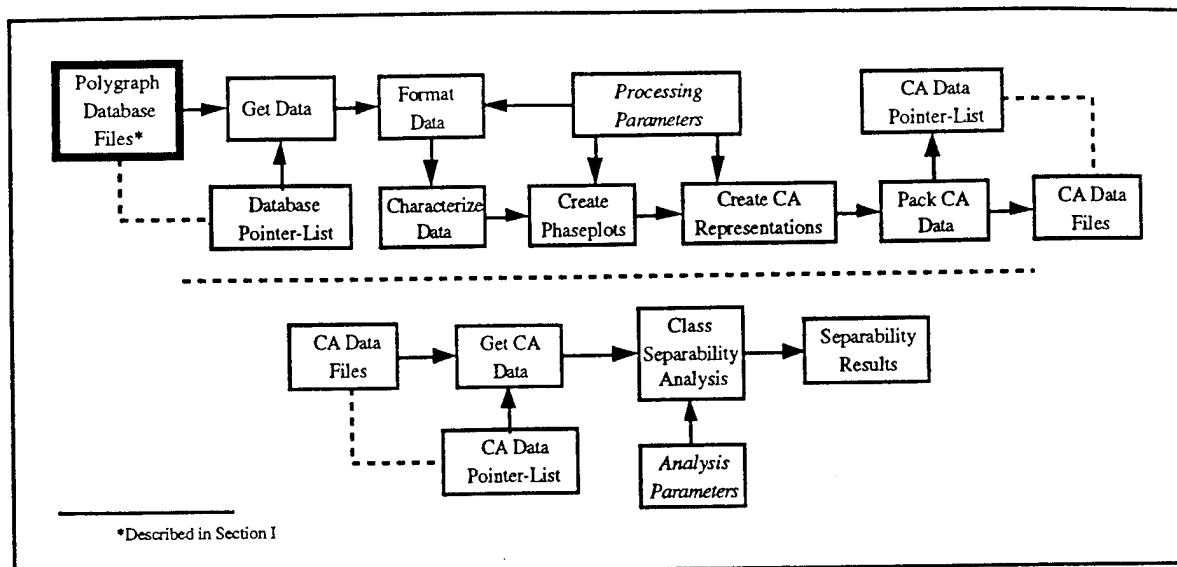 Polygraph
Database
Files*
Get Data
Format
Data
Processing
Parameters
CA Data
Pointer-List
Database
Pointer-List
Characterize
Data
Create
Phaseplots
Create CA
Representations
Pack CA
Data
CA Data
Files
CA Data
Files
Get CA
Data
Class
Separability
Analysis
Separability
Results
CA Data
Pointer-List
Analysis
Parameters
*Described in Section I